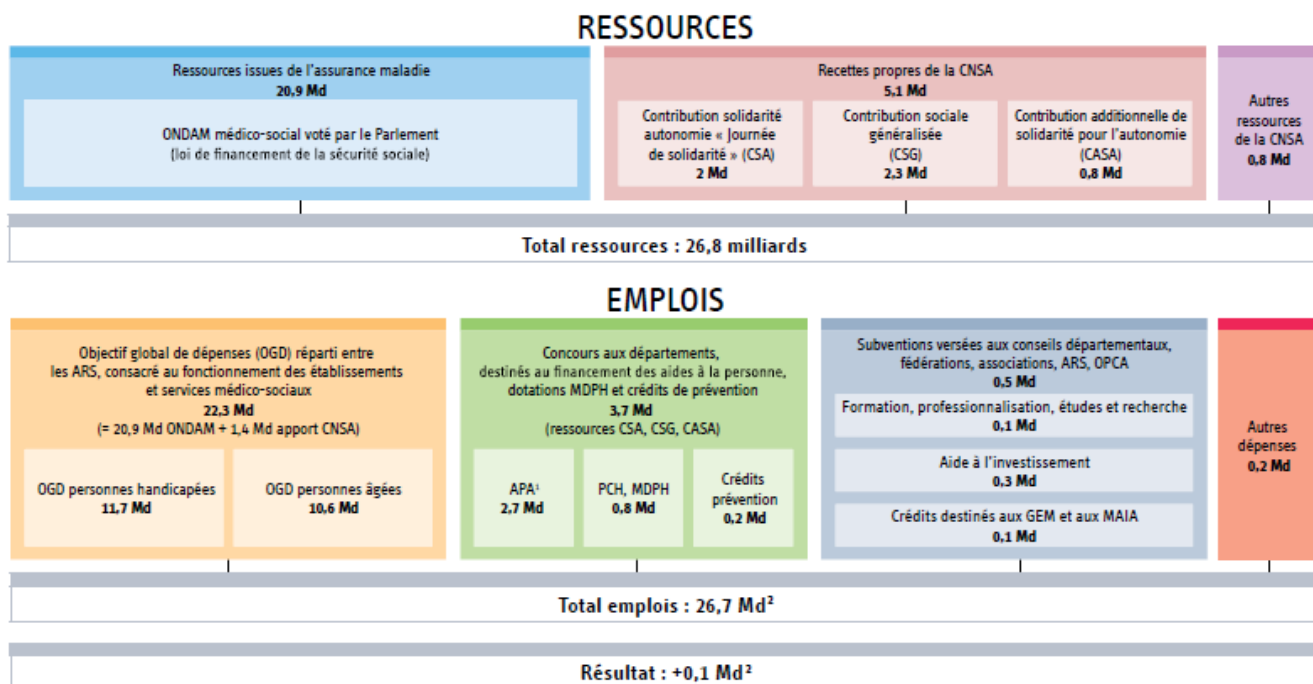 RESSOURCES
Ressources issues de l'assurance maladie
20,9 Md
ONDAM médico-social voté par le Parlement
(loi de financement de la sécurité sociale)
Recettes propres de la CNSA
5,1 Md
Contribution solidarité
autonomie « Journée
de solidarité » (CSA)
2 Md
Contribution sociale
généralisée
(CSG)
2,3 Md
Contribution additionnelle de
solidarité pour l'autonomie
(CASA)
0,8 Md
Autres
ressources
de la CNSA
0,8 Md
Total ressources : 26,8 milliards
EMPLOIS
Objectif global de dépenses (OGD) réparti entre
les ARS, consacré au fonctionnement des établissements
et services médico-sociaux
22,3 Md
(= 20,9 Md ONDAM + 1,4 Md apport CNSA)
OGD personnes handicapées
11,7 Md
OGD personnes âgées
10,6 Md
Concours aux départements,
destinés au financement des aides à la personne,
dotations MDPH et crédits de prévention
3,7 Md
(ressources CSA, CSG, CASA)
APA¹
2,7 Md
PCH, MDPH
0,8 Md
Crédits
prévention
0,2 Md
Subventions versées aux conseils départementaux,
fédérations, associations, ARS, OPCA
0,5 Md
Formation, professionnalisation, études et recherche
0,1 Md
Aide à l'investissement
0,3 Md
Crédits destinés aux GEM et aux MAIA
0,1 Md
Autres
dépenses
0,2 Md
Total emplois : 26,7 Md²
Résultat : +0,1 Md²